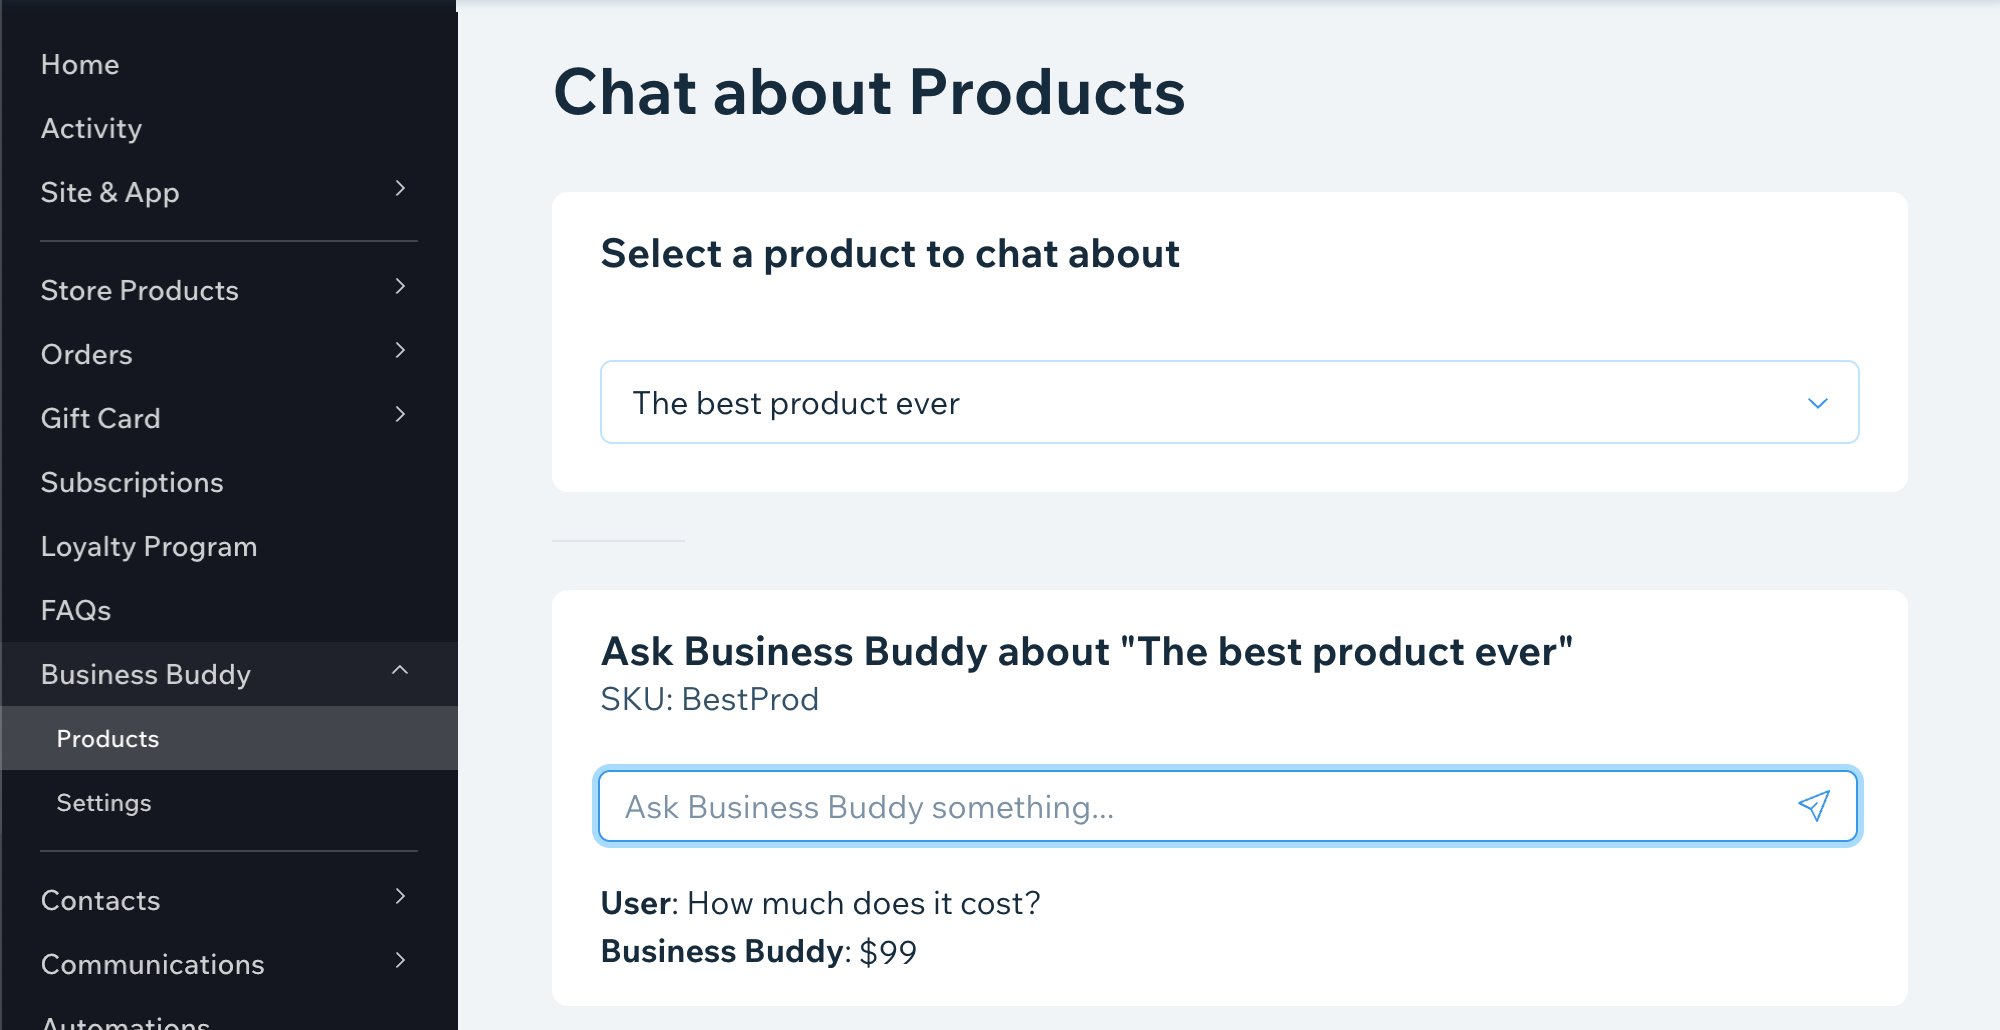 Home
Activity
Site & App
Store Products
Orders
Gift Card
Subscriptions
Loyalty Program
FAQs
Business Buddy
Products
Settings
Contacts
Communications
Automations
Chat about Products
Select a product to chat about
The best product ever
Ask Business Buddy about "The best product ever"
SKU: BestProd
Ask Business Buddy something...
User: How much does it cost?
Business Buddy: $99